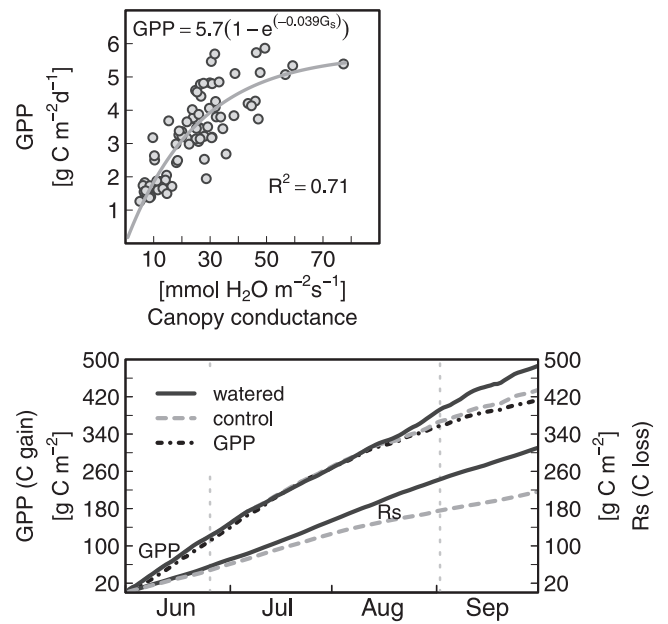 GPP = 5.7(1 – e^(-0.039Gs))
6
5
4
3
2
1
GPP
[g C m⁻²d⁻¹]
R² = 0.71
10 20 30 40 50 60 70
[mmol H₂O m⁻²s⁻¹]
Canopy conductance
500
420
340
260
180
100
20
GPP (C gain)
[g C m⁻²]
watered
control
GPP
GPP
Rs
500
420
340
260
180
100
20
[g C m⁻²]
Rs (C loss)
Jun Jul Aug Sep